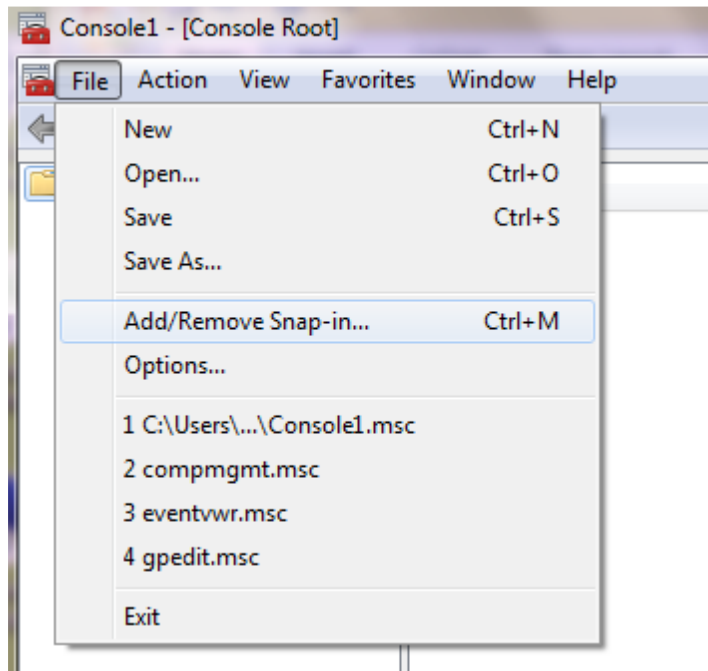 Console1 - [Console Root]
File Action View Favorites Window Help
New Ctrl+N
Open... Ctrl+O
Save Ctrl+S
Save As...
Add/Remove Snap-in... Ctrl+M
Options...
1 C:\Users\...\Console1.msc
2 compmgmt.msc
3 eventvwr.msc
4 gpedit.msc
Exit